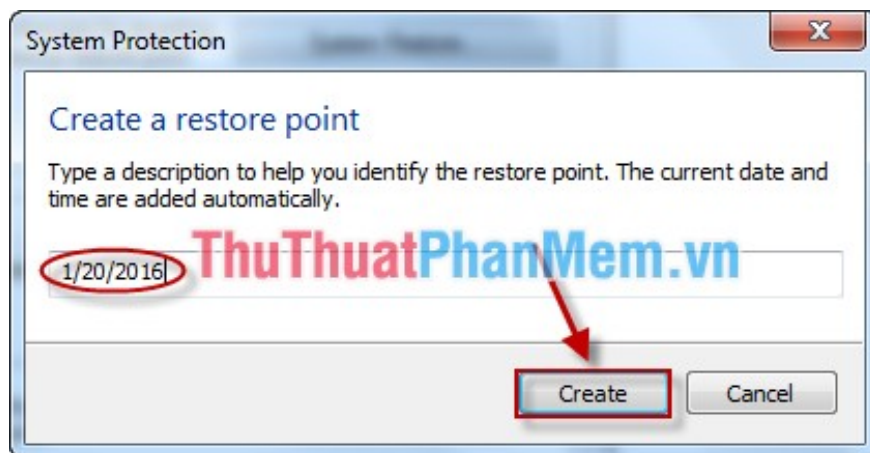 System Protection
Create a restore point
Type a description to help you identify the restore point. The current date and
time are added automatically.
ThuThuatPhanMem.vn
1/20/2016
Create Cancel